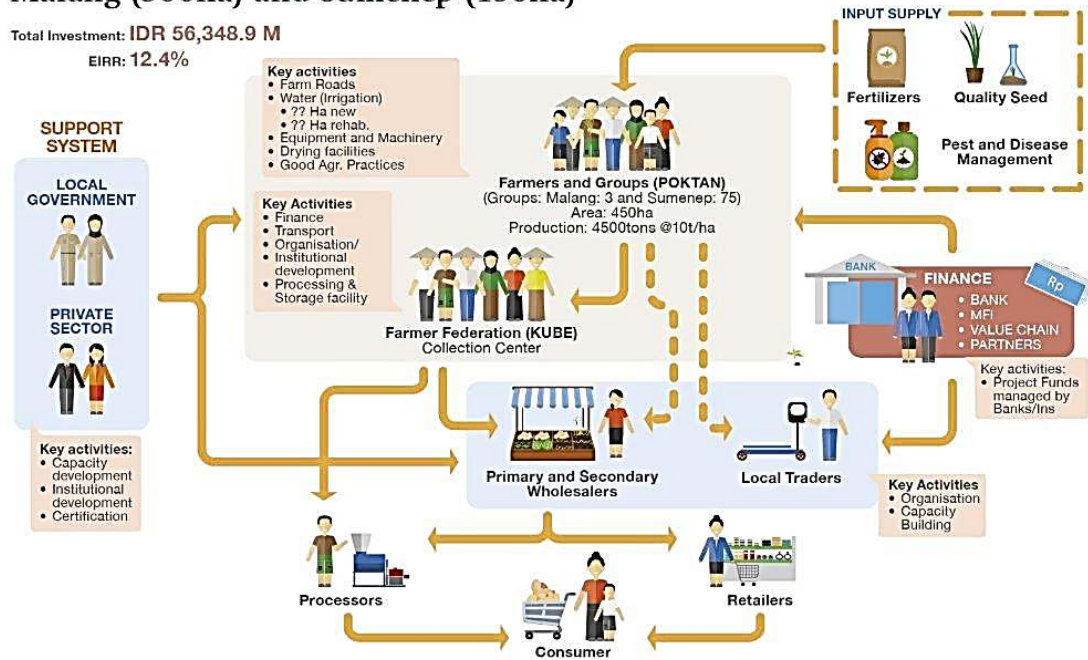 Malang (300ha) and Sumenep (150ha)
Total Investment: IDR 56,348.9 M
EIRR: 12.4%
INPUT SUPPLY
Fertilizers
Quality Seed
Pest and Disease
Management
Key activities
• Farm Roads
• Water (Irrigation)
• ?? Ha new
• ?? Ha rehab.
• Equipment and Machinery
• Drying facilities
• Good Agr. Practices
Farmers and Groups (POKTAN)
(Groups: Malang: 3 and Sumenep: 75)
Area: 450ha
Production: 4500tons @10t/ha
SUPPORT
SYSTEM
LOCAL
GOVERNMENT
PRIVATE
SECTOR
Key activities:
• Capacity
development
• Institutional
development
• Certification
Key Activities
• Finance
• Transport
• Organisation/
• Institutional
development
• Processing &
Storage facility
Farmer Federation (KUBE)
Collection Center
BANK
FINANCE
Rp
• BANK
• MFI
• VALUE CHAIN
• PARTNERS
Key activities:
• Project Funds
managed by
Banks/Ins
Primary and Secondary
Wholesalers
Local Traders
Key Activities
• Organisation
• Capacity
Building
Processors
Retailers
Consumer